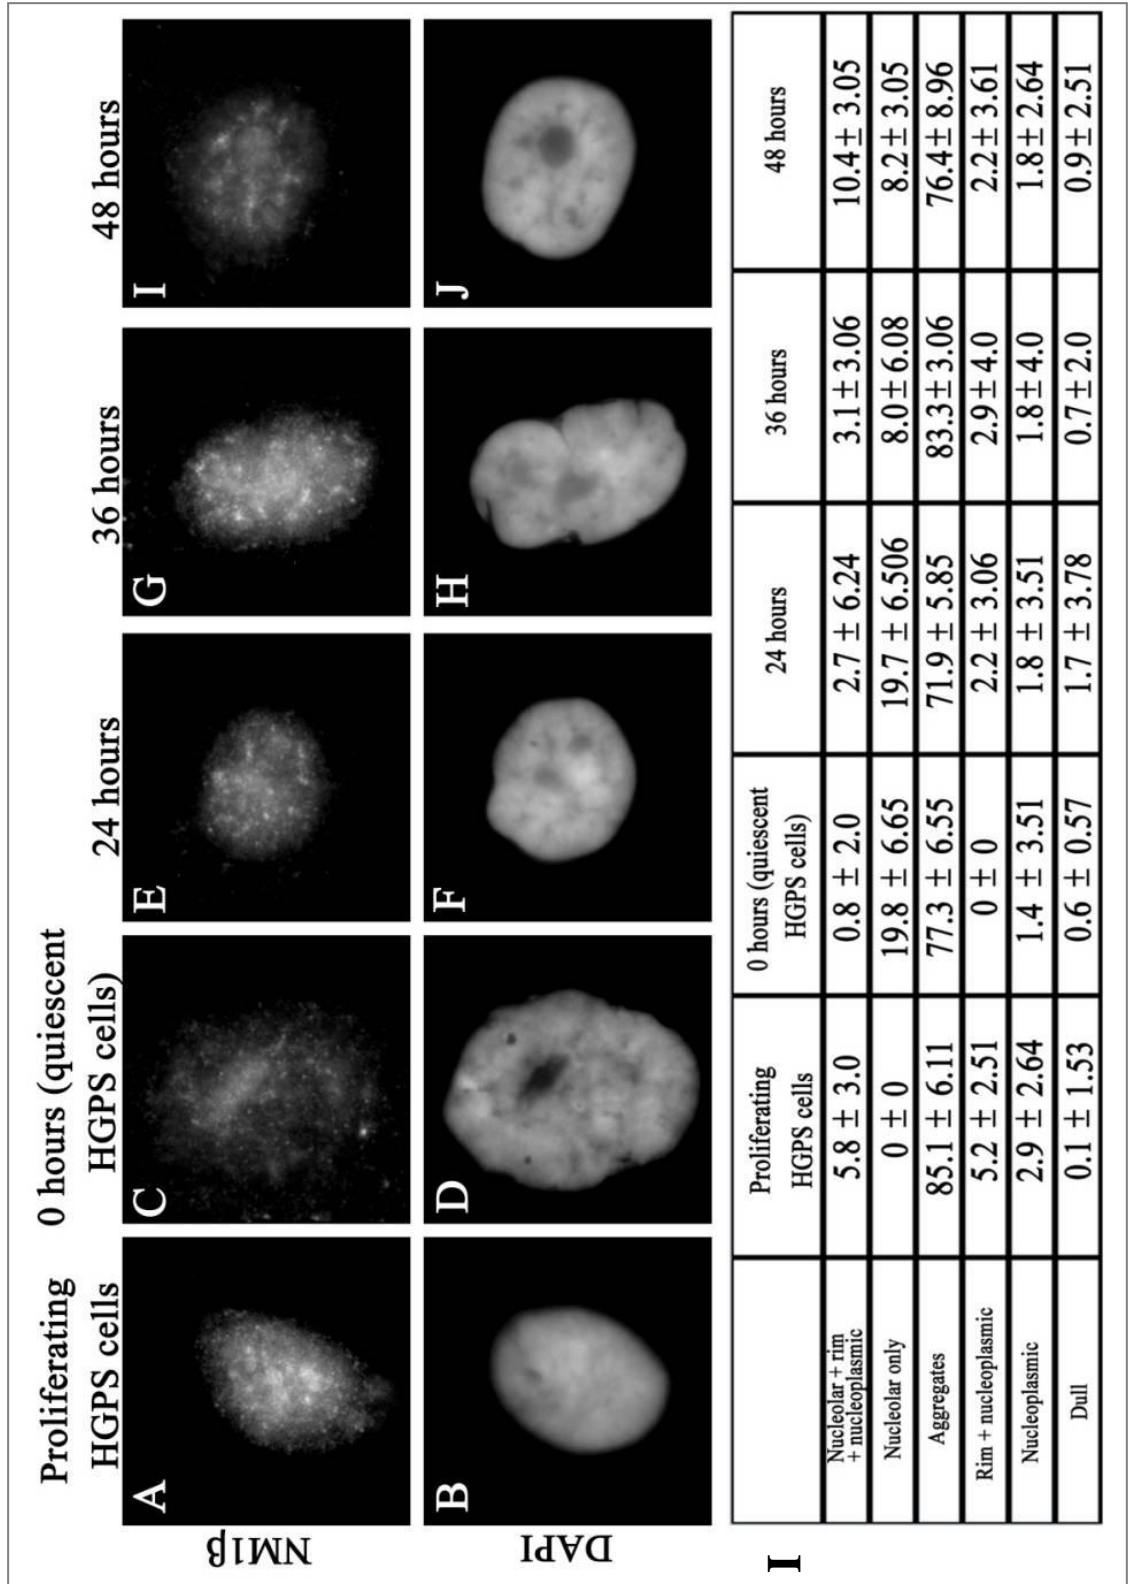 Proliferating
HGPS cells
0 hours (quiescent
HGPS cells)
24 hours
36 hours
48 hours
NM1β
A
C
E
G
I
DAPI
B
D
F
H
J
I
Proliferating
HGPS cells
0 hours (quiescent
HGPS cells)
24 hours
36 hours
48 hours
Nucleolar + rim
+ nucleoplasmic
5.8 ± 3.0
0.8 ± 2.0
2.7 ± 6.24
3.1 ± 3.06
10.4 ± 3.05
Nucleolar only
0 ± 0
19.8 ± 6.65
19.7 ± 6.506
8.0 ± 6.08
8.2 ± 3.05
Aggregates
85.1 ± 6.11
77.3 ± 6.55
71.9 ± 5.85
83.3 ± 3.06
76.4 ± 8.96
Rim + nucleoplasmic
5.2 ± 2.51
0 ± 0
2.2 ± 3.06
2.9 ± 4.0
2.2 ± 3.61
Nucleoplasmic
2.9 ± 2.64
1.4 ± 3.51
1.8 ± 3.51
1.8 ± 4.0
1.8 ± 2.64
Dull
0.1 ± 1.53
0.6 ± 0.57
1.7 ± 3.78
0.7 ± 2.0
0.9 ± 2.51